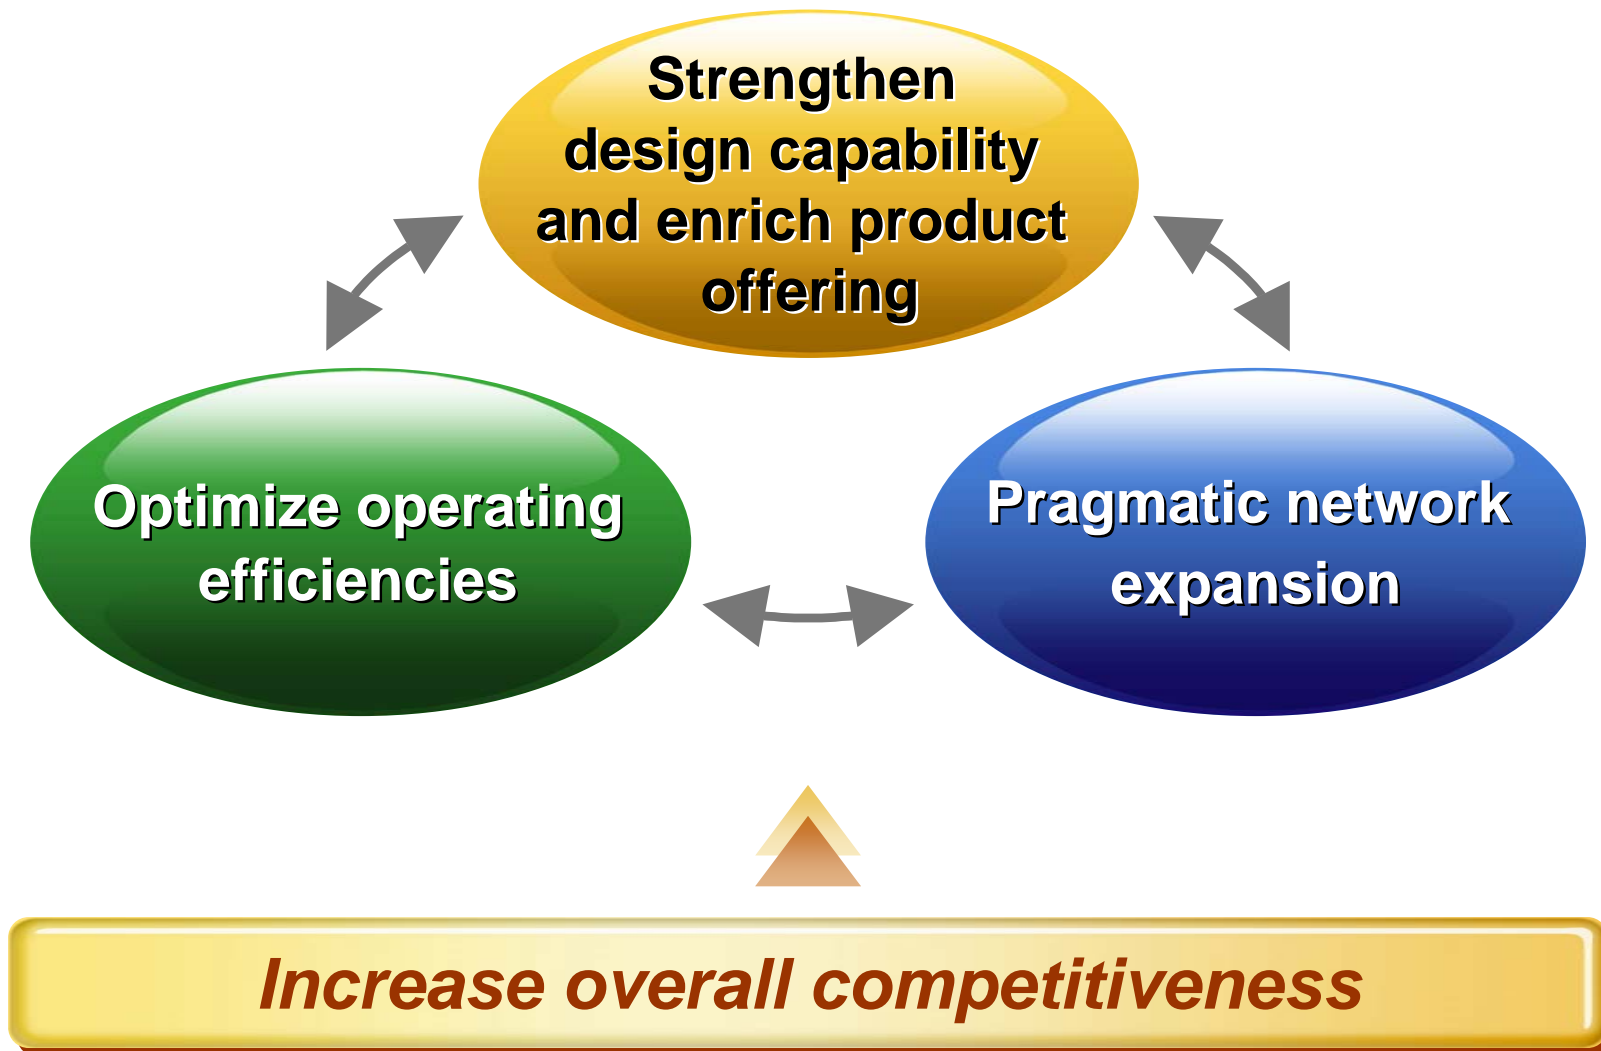 Strengthen
design capability
and enrich product
offering
Optimize operating
efficiencies
Pragmatic network
expansion
Increase overall competitiveness